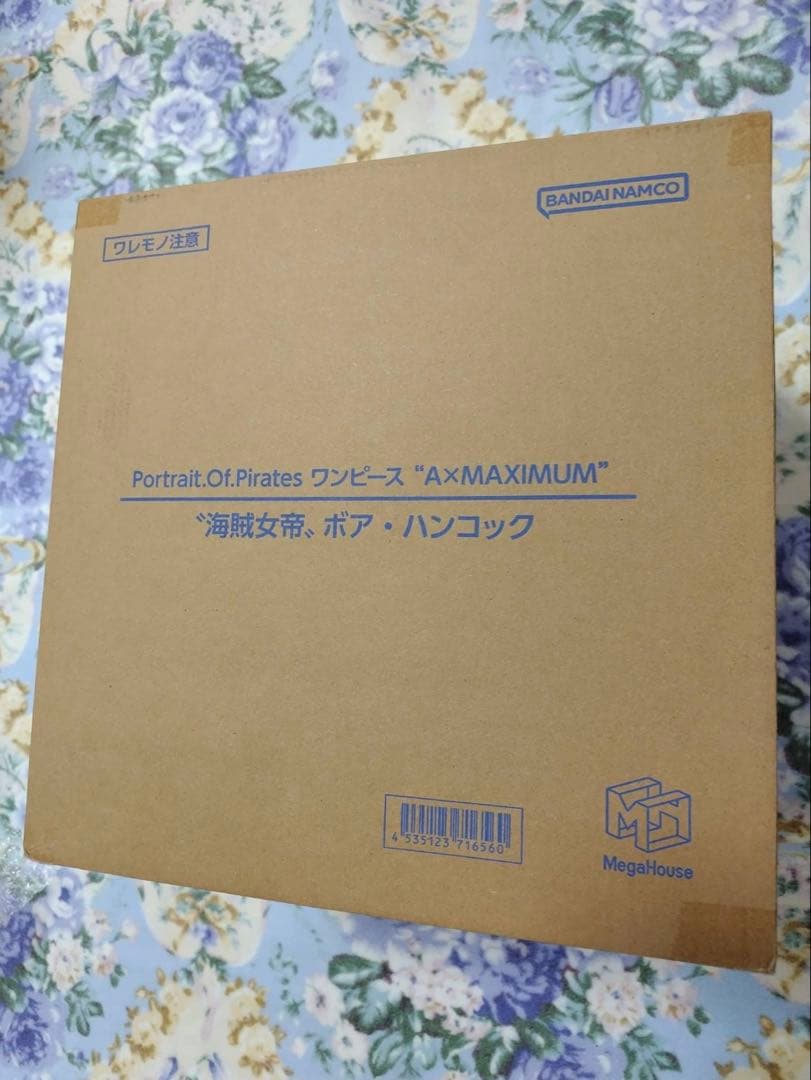 BANDAI NAMCO
ワレモノ注意
Portrait.Of.Pirates ワンピース “A×MAXIMUM”
〝海賊女帝〟ボア・ハンコック
4 535123 716560
MegaHouse